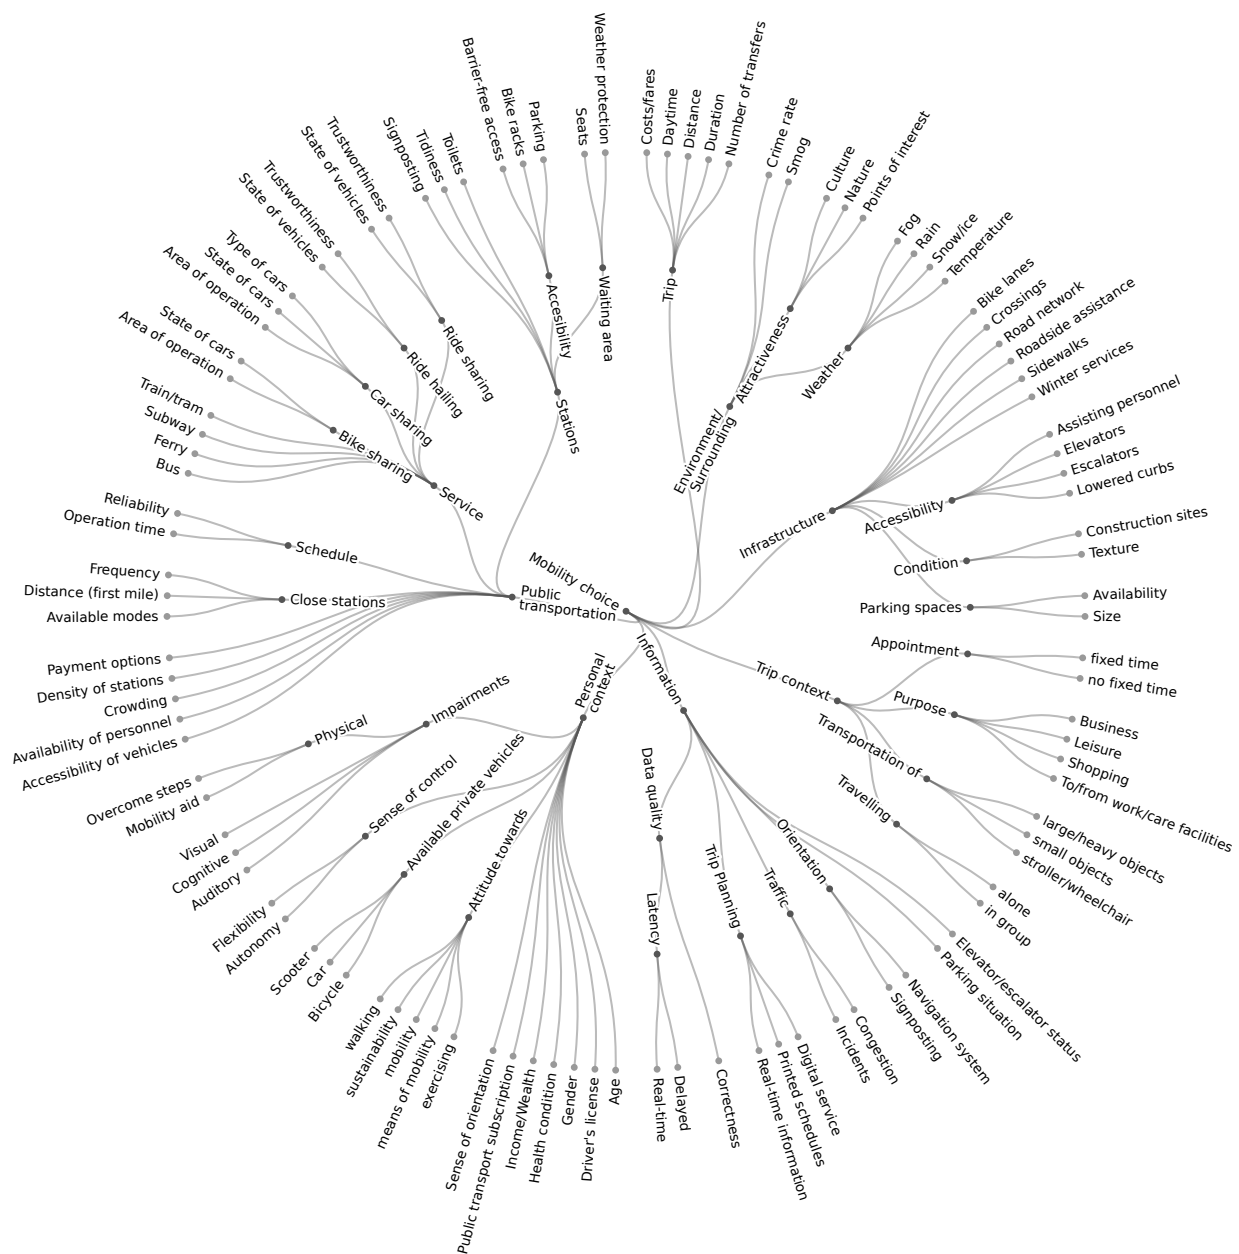 Mobility choice
Environment/
Surrounding
Trip
Costs/fares
Daytime
Distance
Duration
Number of transfers
Crime rate
Smog
Attractiveness
Culture
Nature
Points of interest
Weather
Fog
Rain
Snow/ice
Temperature
Infrastructure
Bike lanes
Crossings
Road network
Roadside assistance
Sidewalks
Winter services
Accessibility
Assisting personnel
Elevators
Escalators
Lowered curbs
Condition
Construction sites
Texture
Parking spaces
Availability
Size
Trip context
Appointment
fixed time
no fixed time
Purpose
Business
Leisure
Shopping
To/from work/care facilities
Transportation of
large/heavy objects
small objects
stroller/wheelchair
Travelling
alone
in group
Information
Elevator/escalator status
Parking situation
Orientation
Navigation system
Signposting
Traffic
Congestion
Incidents
Trip Planning
Digital service
Printed schedules
Real-time information
Data quality
Correctness
Latency
Delayed
Real-time
Personal
context
Age
Driver's license
Gender
Health condition
Income/Wealth
Public transport subscription
Sense of orientation
Attitude towards
exercising
means of mobility
mobility
sustainability
walking
Available private vehicles
Bicycle
Car
Scooter
Sense of control
Autonomy
Flexibility
Impairments
Auditory
Cognitive
Visual
Physical
Mobility aid
Overcome steps
Public
transportation
Accessibility of vehicles
Availability of personnel
Crowding
Density of stations
Payment options
Close stations
Available modes
Distance (first mile)
Frequency
Schedule
Operation time
Reliability
Service
Bus
Ferry
Subway
Train/tram
Bike sharing
Area of operation
State of cars
Car sharing
Area of operation
State of cars
Type of cars
Ride hailing
State of vehicles
Trustworthiness
Ride sharing
State of vehicles
Trustworthiness
Stations
Signposting
Tidiness
Toilets
Accesibility
Barrier-free access
Bike racks
Parking
Waiting area
Seats
Weather protection